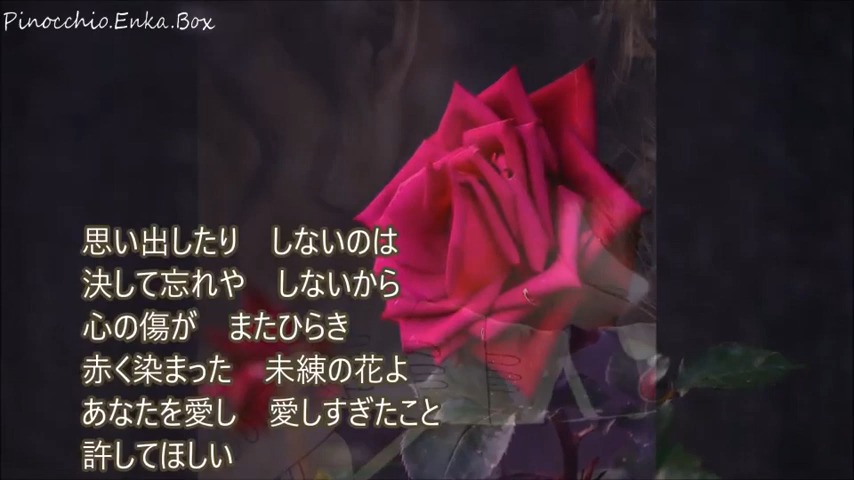 Pinocchio.Enka.Box
思い出したり　しないのは
決して忘れや　しないから
心の傷が　またひらき
赤く染まった　未練の花よ
あなたを愛し　愛しすぎたこと
許してほしい